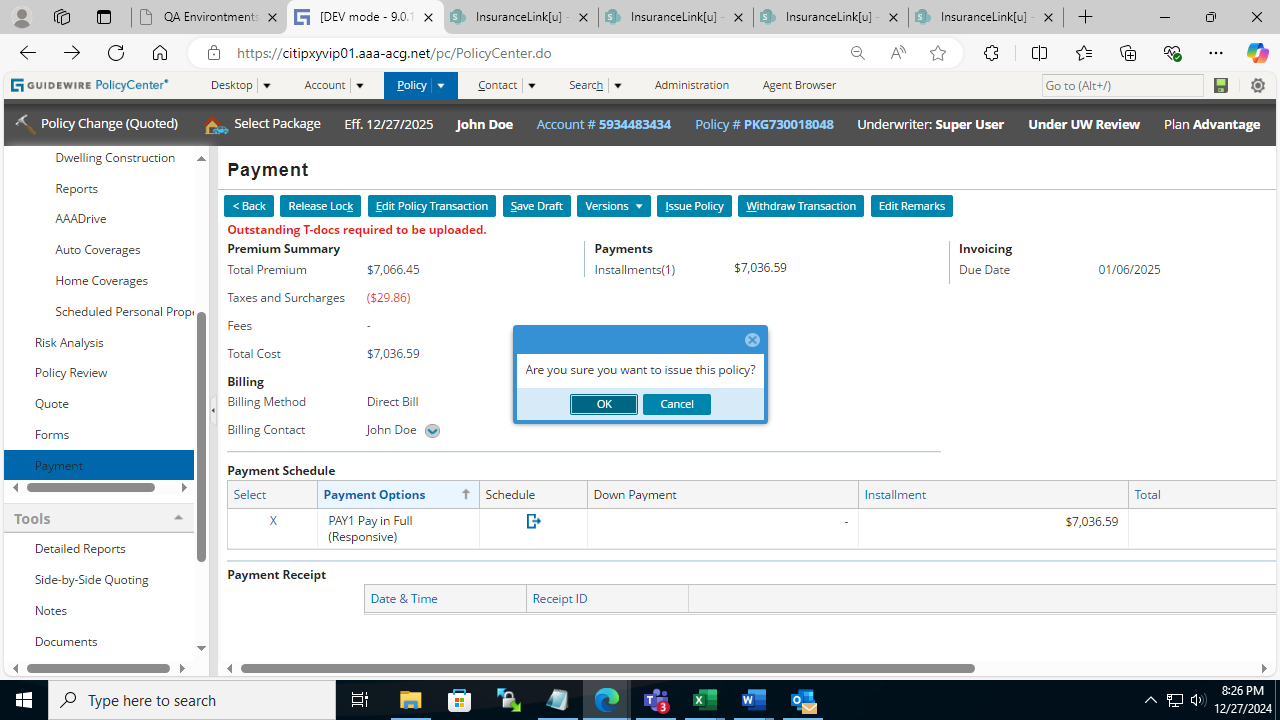 QA Environments
[DEV mode - 9.0.1
InsuranceLink[u] -
InsuranceLink[u] -
InsuranceLink[u] -
InsuranceLink[u] -
https://citipxyvip01.aaa-acg.net/pc/PolicyCenter.do
GUIDEWIRE PolicyCenter®
Desktop
Account
Policy
Contact
Search
Administration
Agent Browser
Go to (Alt+/)
Policy Change (Quoted)
Select Package
Eff. 12/27/2025
John Doe
Account # 5934483434
Policy # PKG730018048
Underwriter: Super User
Under UW Review
Plan Advantage
Dwelling Construction
Reports
AAADrive
Auto Coverages
Home Coverages
Scheduled Personal Prope
Risk Analysis
Policy Review
Quote
Forms
Payment
Tools
Detailed Reports
Side-by-Side Quoting
Notes
Documents
Payment
< Back
Release Lock
Edit Policy Transaction
Save Draft
Versions
Issue Policy
Withdraw Transaction
Edit Remarks
Outstanding T-docs required to be uploaded.
Premium Summary
Total Premium $7,066.45
Taxes and Surcharges ($29.86)
Fees -
Total Cost $7,036.59
Payments
Installments(1) $7,036.59
Invoicing
Due Date 01/06/2025
Billing
Billing Method Direct Bill
Billing Contact John Doe
Are you sure you want to issue this policy?
OK
Cancel
Payment Schedule
Select Payment Options Schedule Down Payment Installment Total
X PAY1 Pay in Full - $7,036.59
(Responsive)
Payment Receipt
Date & Time Receipt ID
Type here to search
3
8:26 PM
12/27/2024